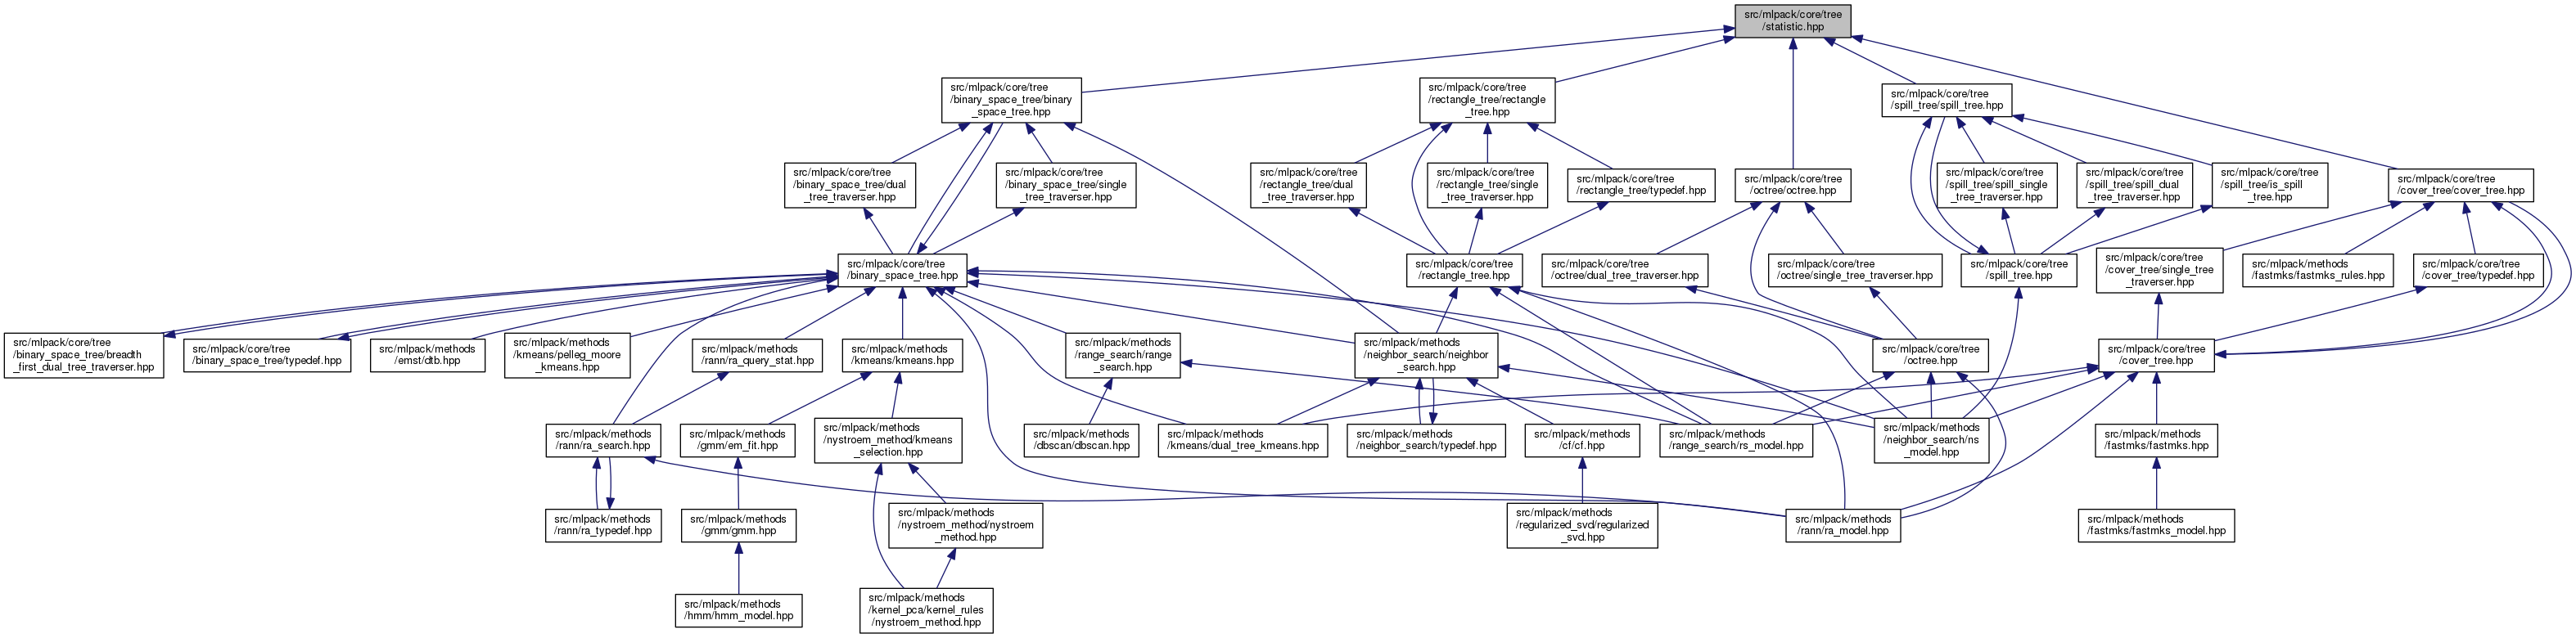 src/mlpack/core/tree
/statistic.hpp
src/mlpack/core/tree
/binary_space_tree/binary
_space_tree.hpp
src/mlpack/core/tree
/rectangle_tree/rectangle
_tree.hpp
src/mlpack/core/tree
/spill_tree/spill_tree.hpp
src/mlpack/core/tree
/binary_space_tree/dual
_tree_traverser.hpp
src/mlpack/core/tree
/binary_space_tree/single
_tree_traverser.hpp
src/mlpack/core/tree
/rectangle_tree/dual
_tree_traverser.hpp
src/mlpack/core/tree
/rectangle_tree/single
_tree_traverser.hpp
src/mlpack/core/tree
/rectangle_tree/typedef.hpp
src/mlpack/core/tree
/octree/octree.hpp
src/mlpack/core/tree
/spill_tree/spill_single
_tree_traverser.hpp
src/mlpack/core/tree
/spill_tree/spill_dual
_tree_traverser.hpp
src/mlpack/core/tree
/spill_tree/is_spill
_tree.hpp
src/mlpack/core/tree
/cover_tree/cover_tree.hpp
src/mlpack/core/tree
/binary_space_tree.hpp
src/mlpack/core/tree
/rectangle_tree.hpp
src/mlpack/core/tree
/octree/dual_tree_traverser.hpp
src/mlpack/core/tree
/octree/single_tree_traverser.hpp
src/mlpack/core/tree
/spill_tree.hpp
src/mlpack/core/tree
/cover_tree/single_tree
_traverser.hpp
src/mlpack/methods
/fastmks/fastmks_rules.hpp
src/mlpack/core/tree
/cover_tree/typedef.hpp
src/mlpack/core/tree
/binary_space_tree/breadth
_first_dual_tree_traverser.hpp
src/mlpack/core/tree
/binary_space_tree/typedef.hpp
src/mlpack/methods
/emst/dtb.hpp
src/mlpack/methods
/kmeans/pelleg_moore
_kmeans.hpp
src/mlpack/methods
/rann/ra_query_stat.hpp
src/mlpack/methods
/kmeans/kmeans.hpp
src/mlpack/methods
/range_search/range
_search.hpp
src/mlpack/methods
/neighbor_search/neighbor
_search.hpp
src/mlpack/core/tree
/octree.hpp
src/mlpack/core/tree
/cover_tree.hpp
src/mlpack/methods
/rann/ra_search.hpp
src/mlpack/methods
/gmm/em_fit.hpp
src/mlpack/methods
/nystroem_method/kmeans
_selection.hpp
src/mlpack/methods
/dbscan/dbscan.hpp
src/mlpack/methods
/kmeans/dual_tree_kmeans.hpp
src/mlpack/methods
/neighbor_search/typedef.hpp
src/mlpack/methods
/cf/cf.hpp
src/mlpack/methods
/range_search/rs_model.hpp
src/mlpack/methods
/neighbor_search/ns
_model.hpp
src/mlpack/methods
/fastmks/fastmks.hpp
src/mlpack/methods
/rann/ra_typedef.hpp
src/mlpack/methods
/gmm/gmm.hpp
src/mlpack/methods
/nystroem_method/nystroem
_method.hpp
src/mlpack/methods
/regularized_svd/regularized
_svd.hpp
src/mlpack/methods
/rann/ra_model.hpp
src/mlpack/methods
/fastmks/fastmks_model.hpp
src/mlpack/methods
/hmm/hmm_model.hpp
src/mlpack/methods
/kernel_pca/kernel_rules
/nystroem_method.hpp